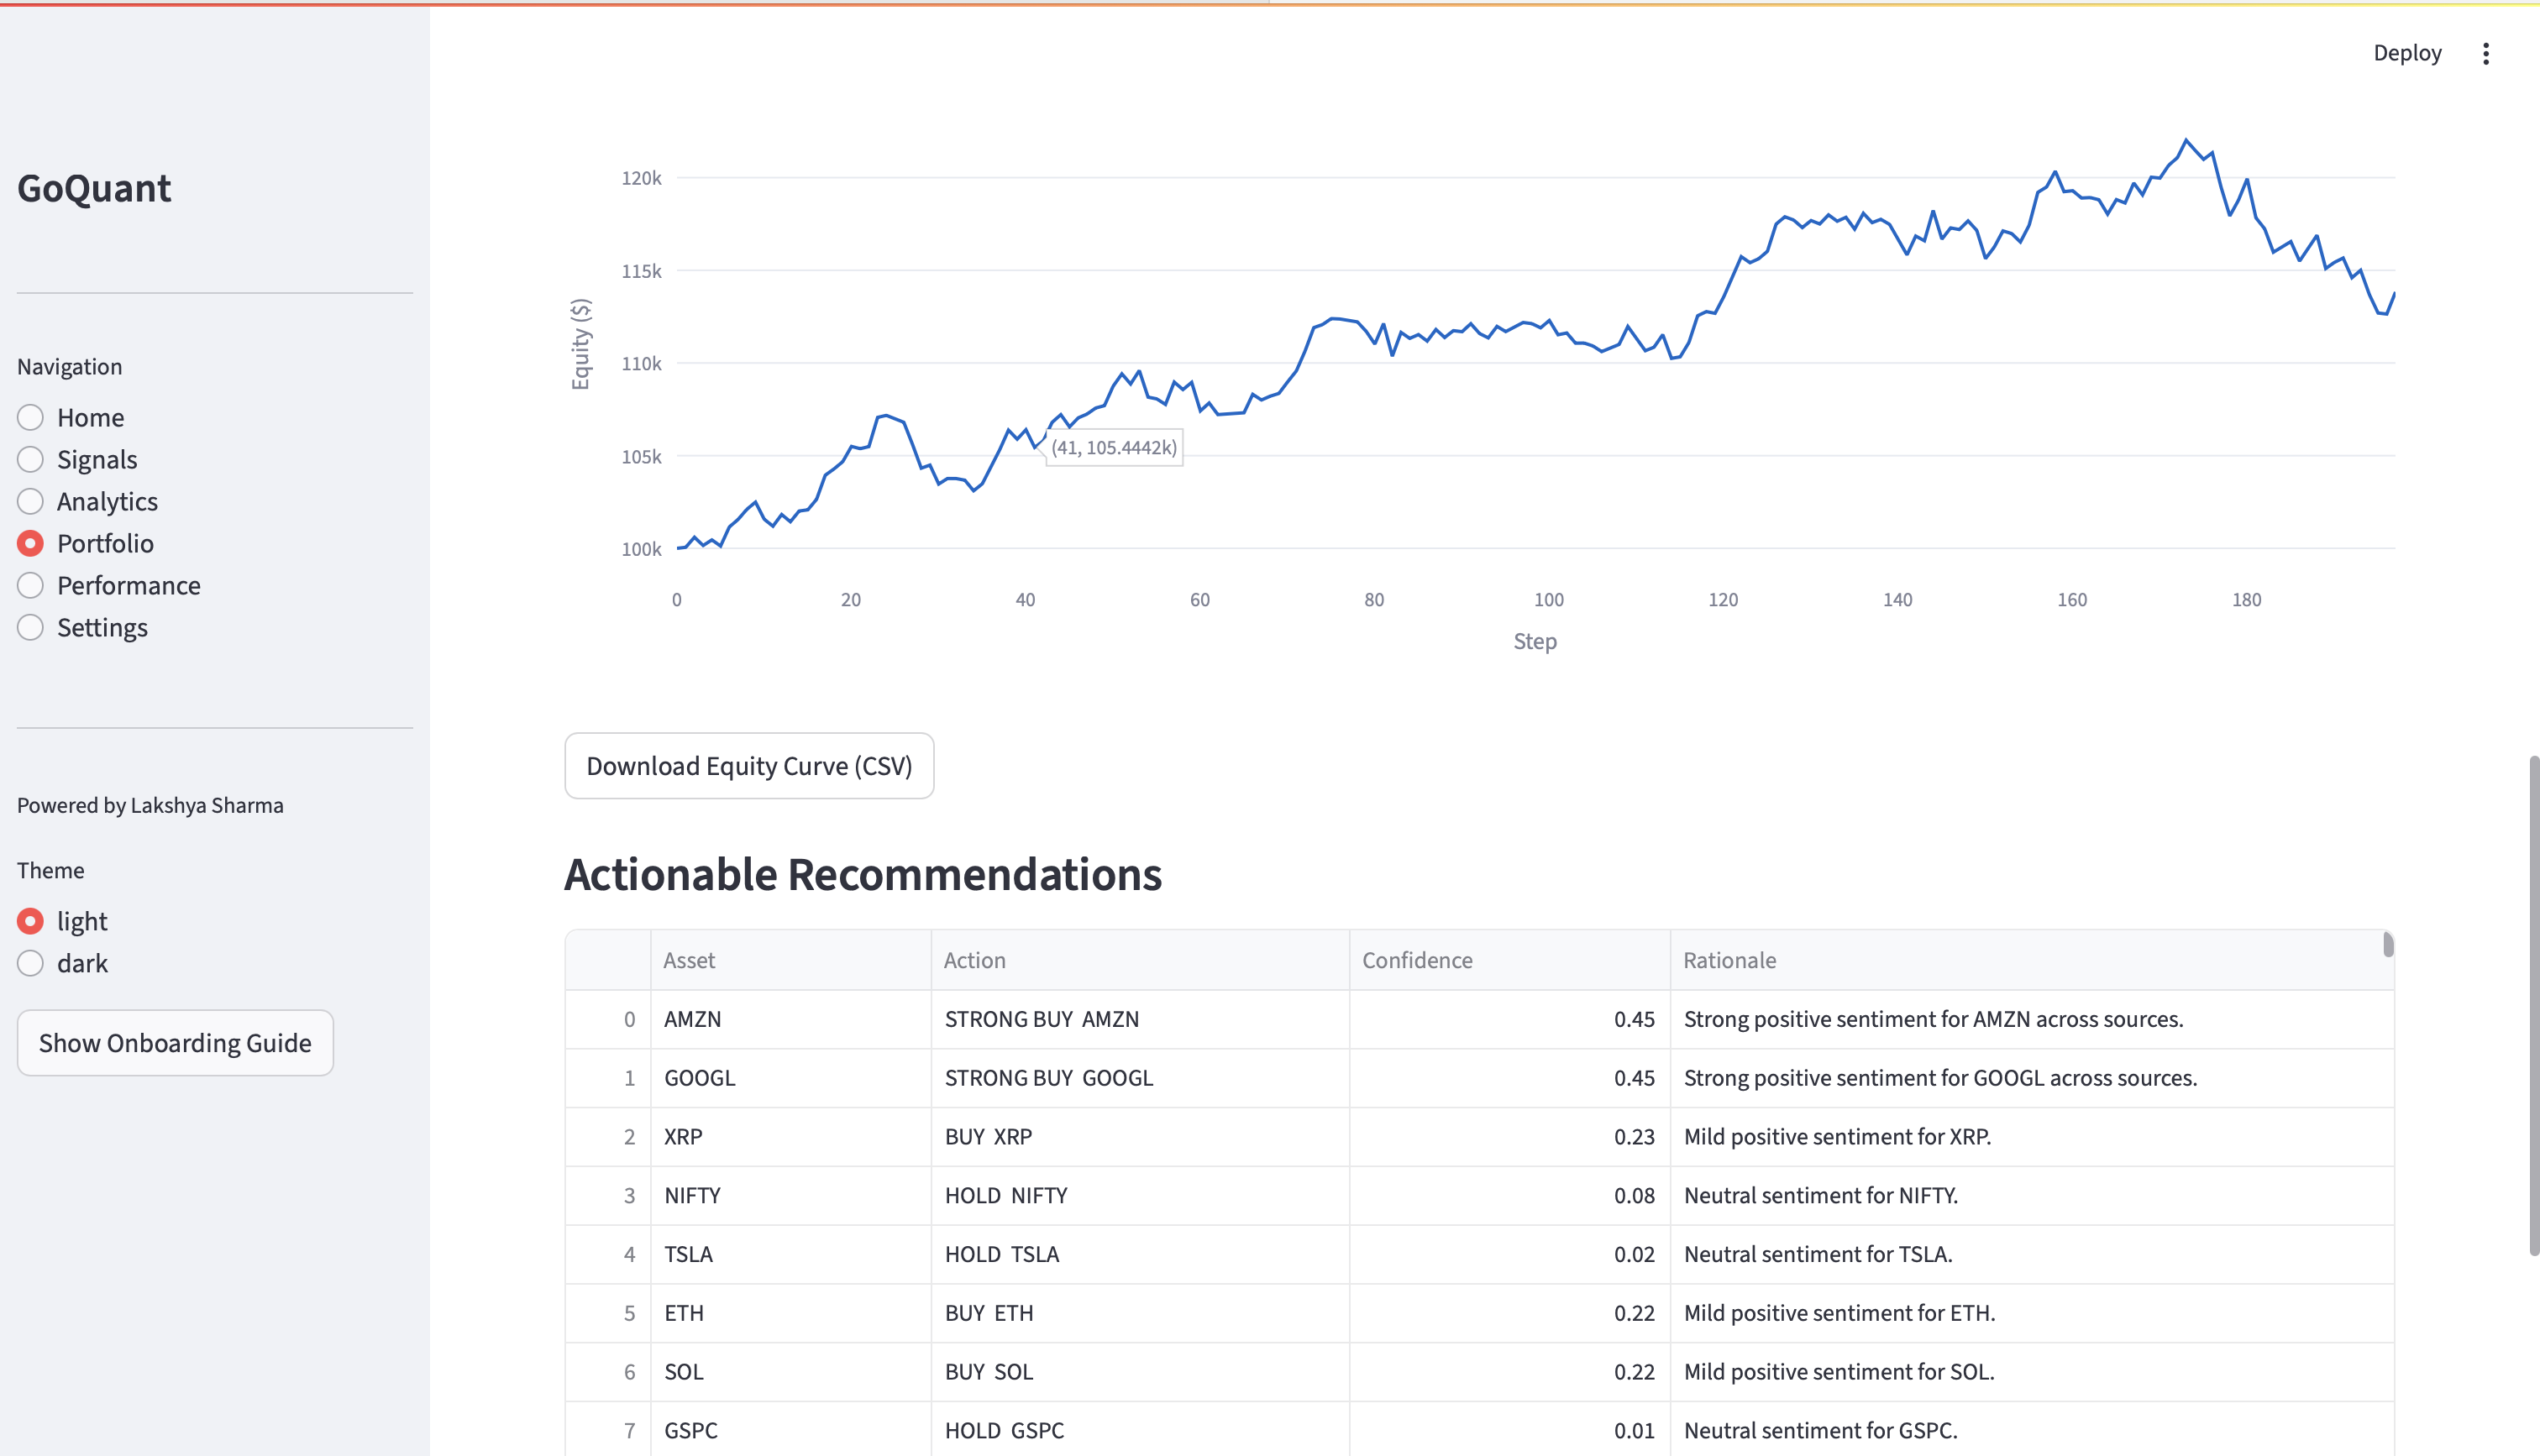 Deploy
GoQuant
Navigation
Home
Signals
Analytics
Portfolio
Performance
Settings
Powered by Lakshya Sharma
Theme
light
dark
Show Onboarding Guide
120k
115k
110k
105k
100k
Equity ($)
(41, 105.4442k)
0 20 40 60 80 100 120 140 160 180
Step
Download Equity Curve (CSV)
Actionable Recommendations
Asset Action Confidence Rationale
0 AMZN STRONG BUY AMZN 0.45 Strong positive sentiment for AMZN across sources.
1 GOOGL STRONG BUY GOOGL 0.45 Strong positive sentiment for GOOGL across sources.
2 XRP BUY XRP 0.23 Mild positive sentiment for XRP.
3 NIFTY HOLD NIFTY 0.08 Neutral sentiment for NIFTY.
4 TSLA HOLD TSLA 0.02 Neutral sentiment for TSLA.
5 ETH BUY ETH 0.22 Mild positive sentiment for ETH.
6 SOL BUY SOL 0.22 Mild positive sentiment for SOL.
7 GSPC HOLD GSPC 0.01 Neutral sentiment for GSPC.